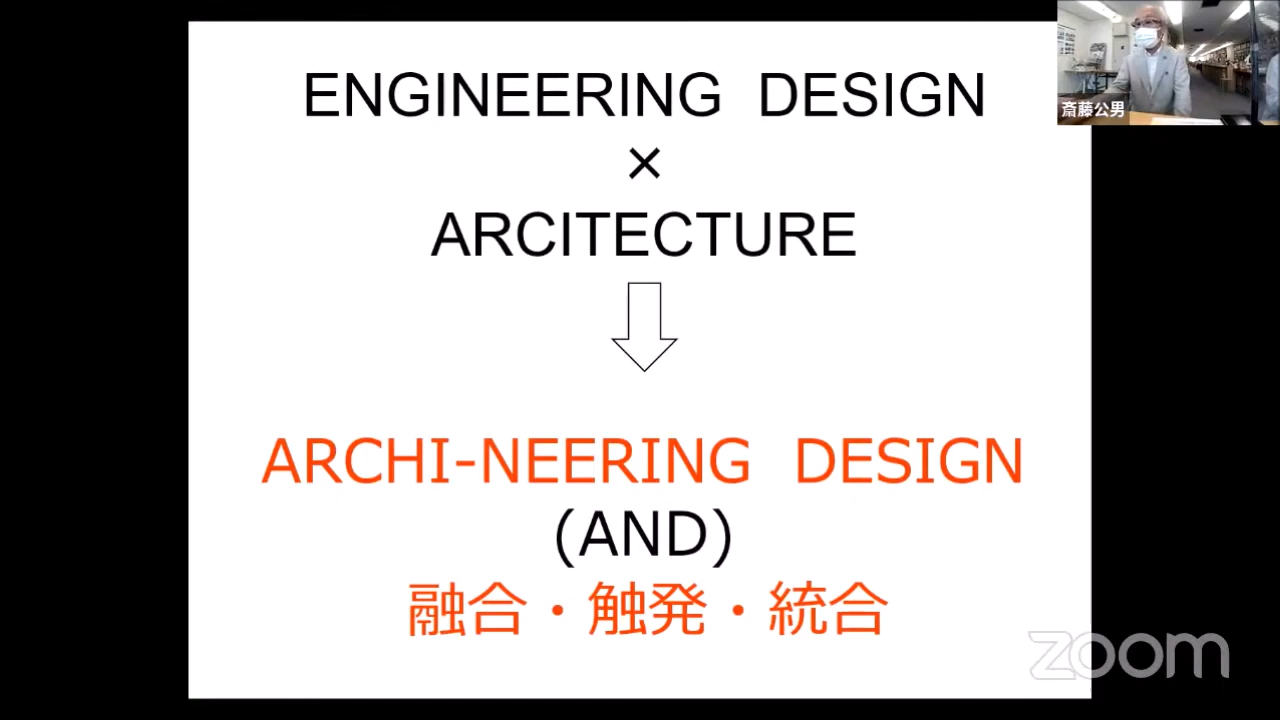 ENGINEERING DESIGN
×
ARCITECTURE
ARCHI-NEERING DESIGN
(AND)
融合・触発・統合
斎藤公男
zoom